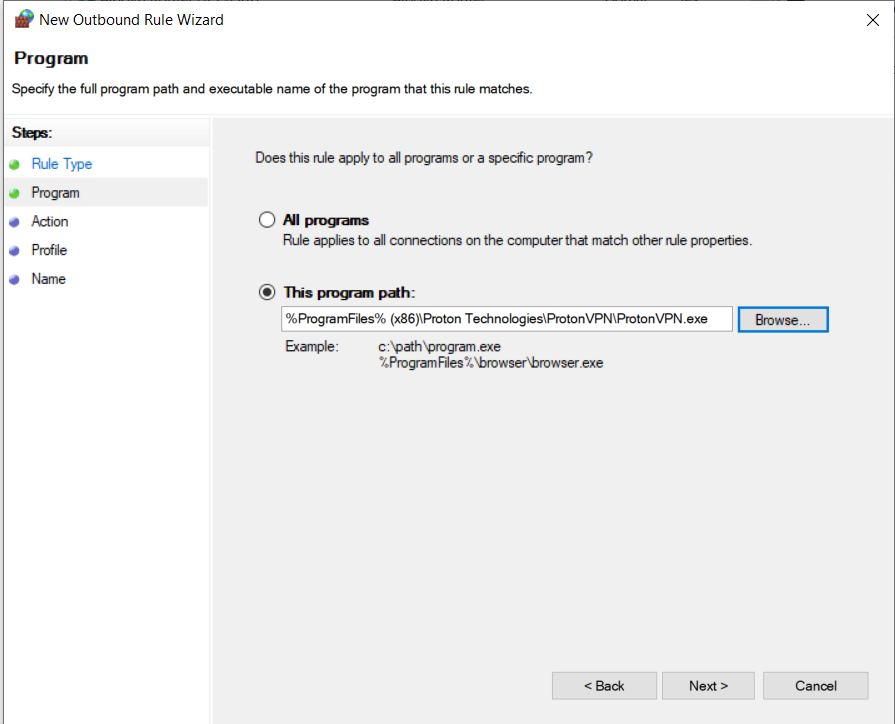 New Outbound Rule Wizard
Program
Specify the full program path and executable name of the program that this rule matches.
Steps:
Rule Type
Program
Action
Profile
Name
Does this rule apply to all programs or a specific program?
All programs
Rule applies to all connections on the computer that match other rule properties.
This program path:
%ProgramFiles% (x86)\Proton Technologies\ProtonVPN\ProtonVPN.exe
Browse...
Example: c:\path\program.exe
%ProgramFiles%\browser\browser.exe
< Back Next > Cancel